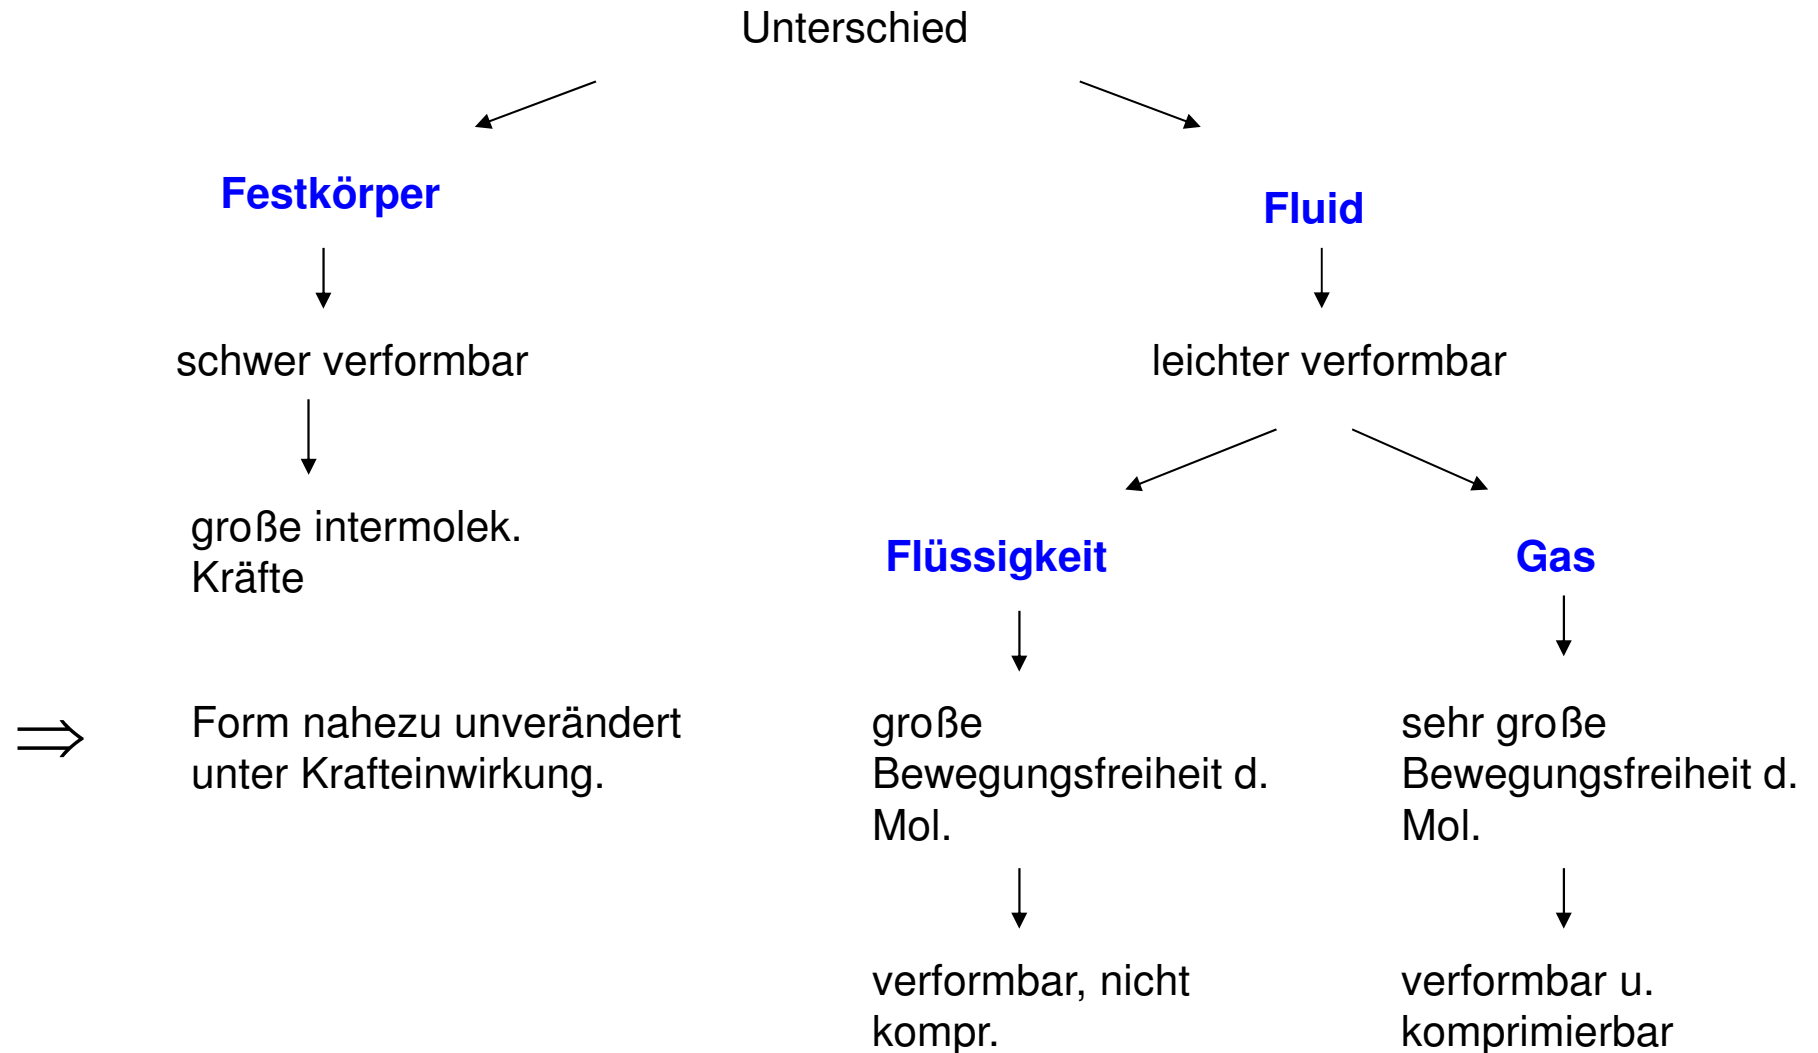 Unterschied
Festkörper
Fluid
schwer verformbar
leichter verformbar
große intermolek.
Kräfte
Flüssigkeit
Gas
⇒
Form nahezu unverändert
unter Krafteinwirkung.
große
Bewegungsfreiheit d.
Mol.
sehr große
Bewegungsfreiheit d.
Mol.
verformbar, nicht
kompr.
verformbar u.
komprimierbar